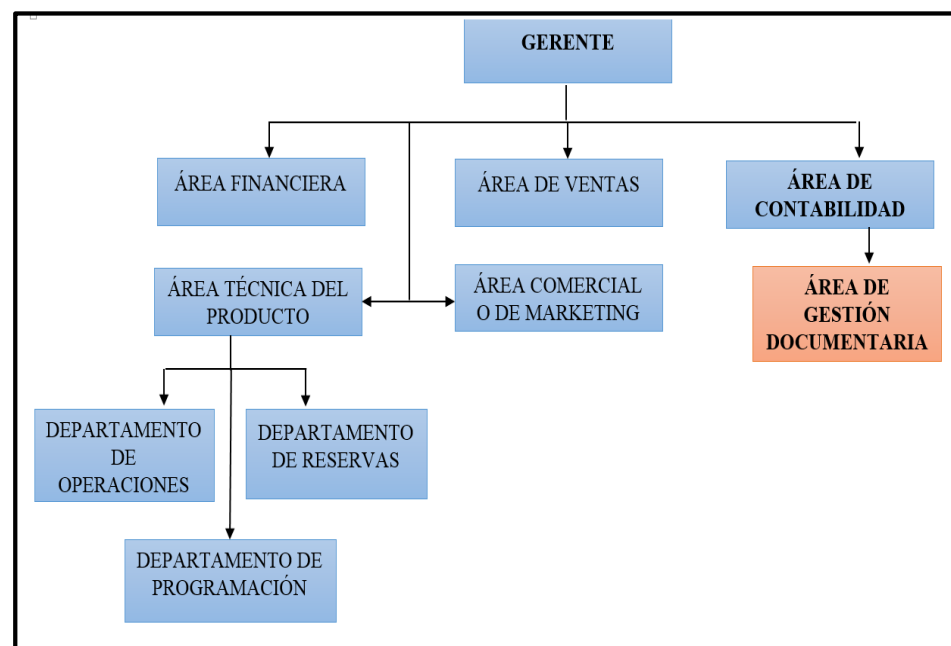 GERENTE
ÁREA FINANCIERA
ÁREA DE VENTAS
ÁREA DE
CONTABILIDAD
ÁREA TÉCNICA DEL
PRODUCTO
ÁREA COMERCIAL
O DE MARKETING
ÁREA DE
GESTIÓN
DOCUMENTARIA
DEPARTAMENTO
DE
OPERACIONES
DEPARTAMENTO
DE RESERVAS
DEPARTAMENTO DE
PROGRAMACIÓN